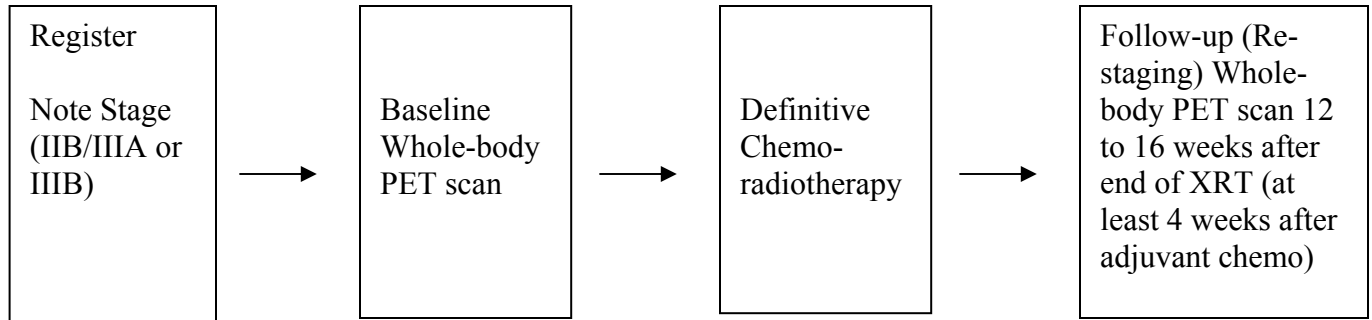 Register
Note Stage
(IIB/IIIA or
IIIB)
Baseline
Whole-body
PET scan
Definitive
Chemo-
radiotherapy
Follow-up (Re-
staging) Whole-
body PET scan 12
to 16 weeks after
end of XRT (at
least 4 weeks after
adjuvant chemo)